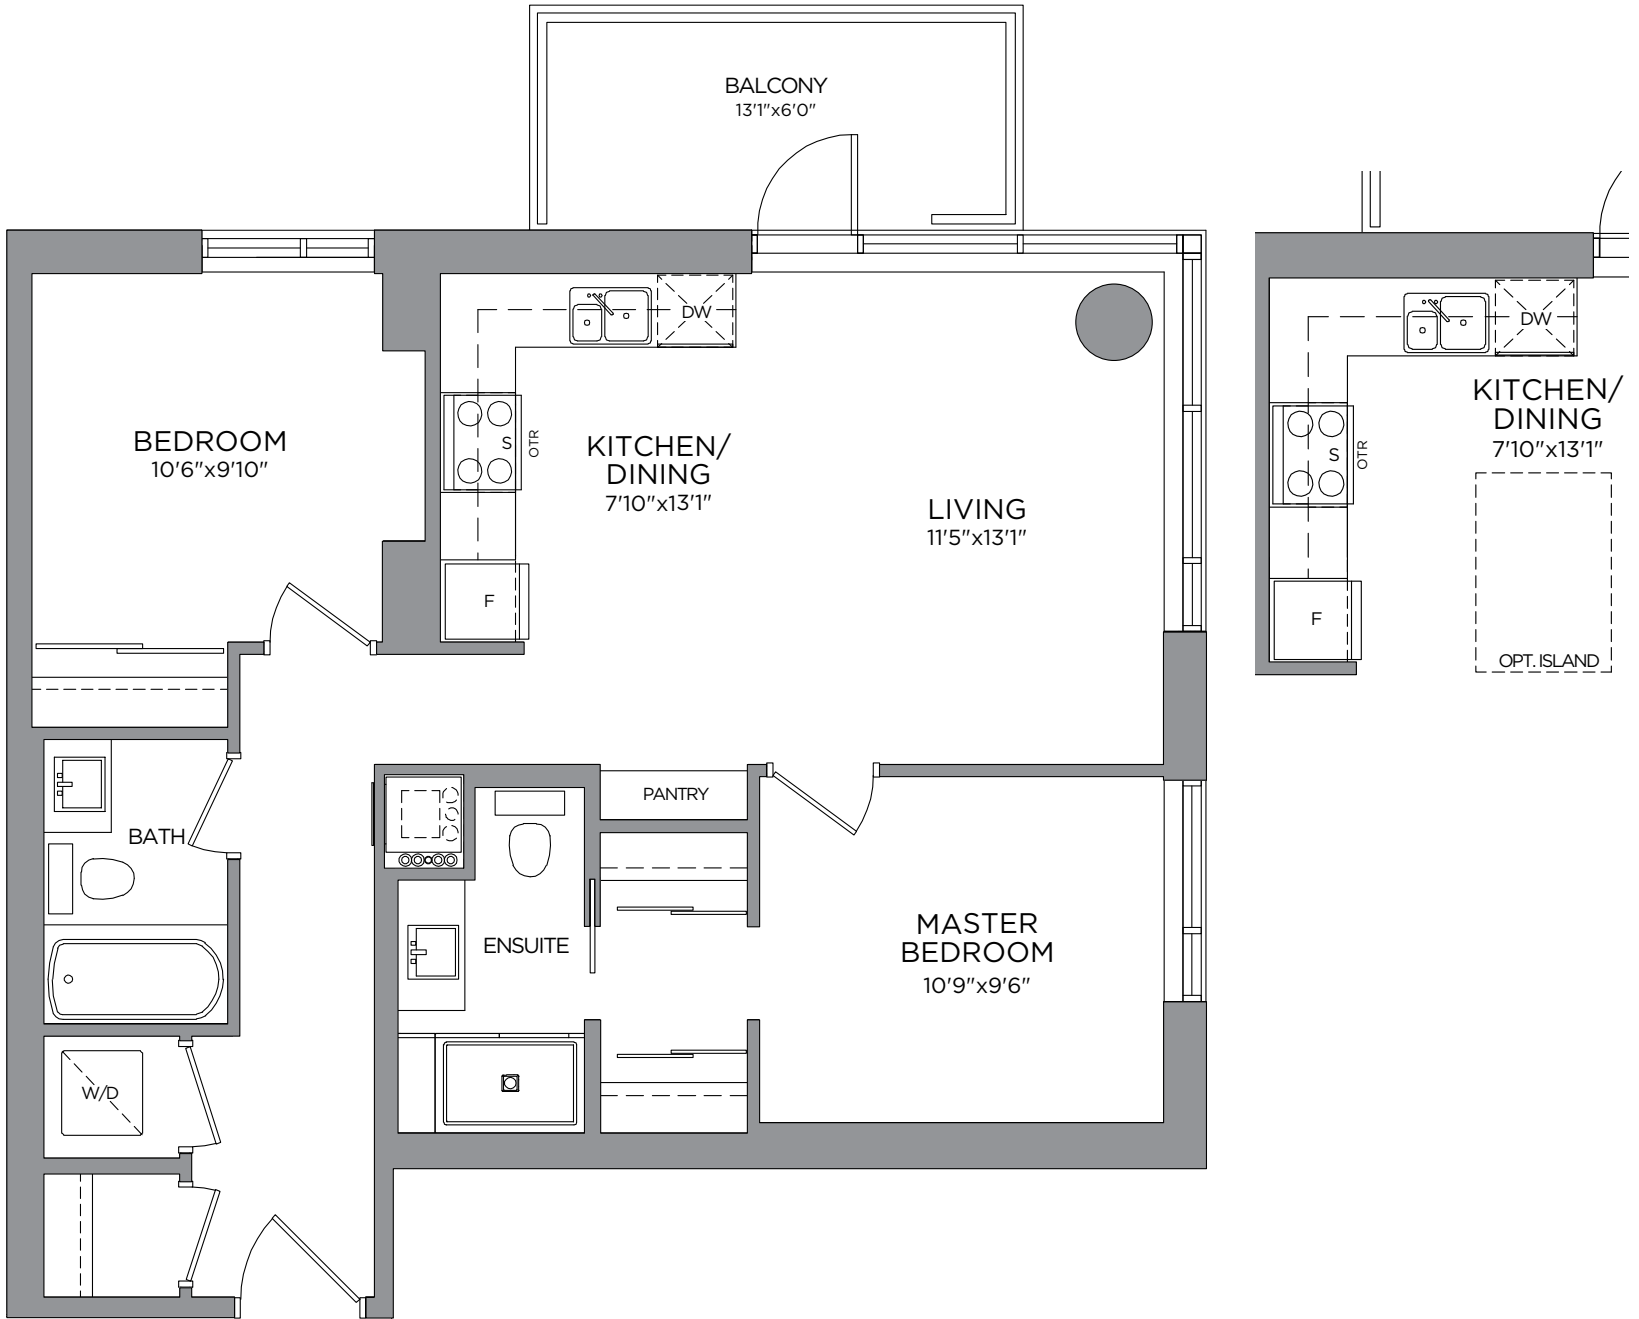 BALCONY
13'1"x6'0"
DW
S
OTR
F
BEDROOM
10'6"x9'10"
KITCHEN/
DINING
7'10"x13'1"
LIVING
11'5"x13'1"
PANTRY
BATH
ENSUITE
MASTER
BEDROOM
10'9"x9'6"
W/D
DW
KITCHEN/
DINING
7'10"x13'1"
S
OTR
F
OPT. ISLAND